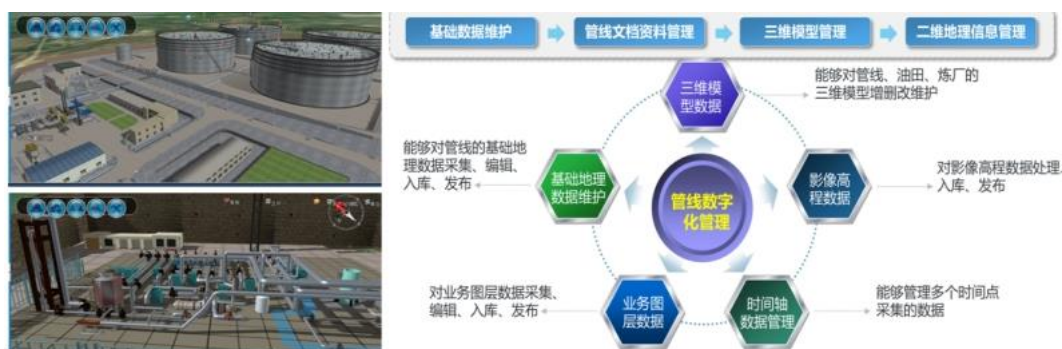 基础数据维护
管线文档资料管理
三维模型管理
二维地理信息管理
三维模
型数据
能够对管线、油田、炼厂的
三维模型增删改维护
能够对管线的基础地
理数据采集、编辑、
入库、发布
基础地理
数据维护
管线数字
化管理
影像高
程数据
对影像高程数据处理、
入库、发布
对业务图层数据采集、
编辑、入库、发布
业务图
层数据
时间轴
数据管理
能够管理多个时间点
采集的数据